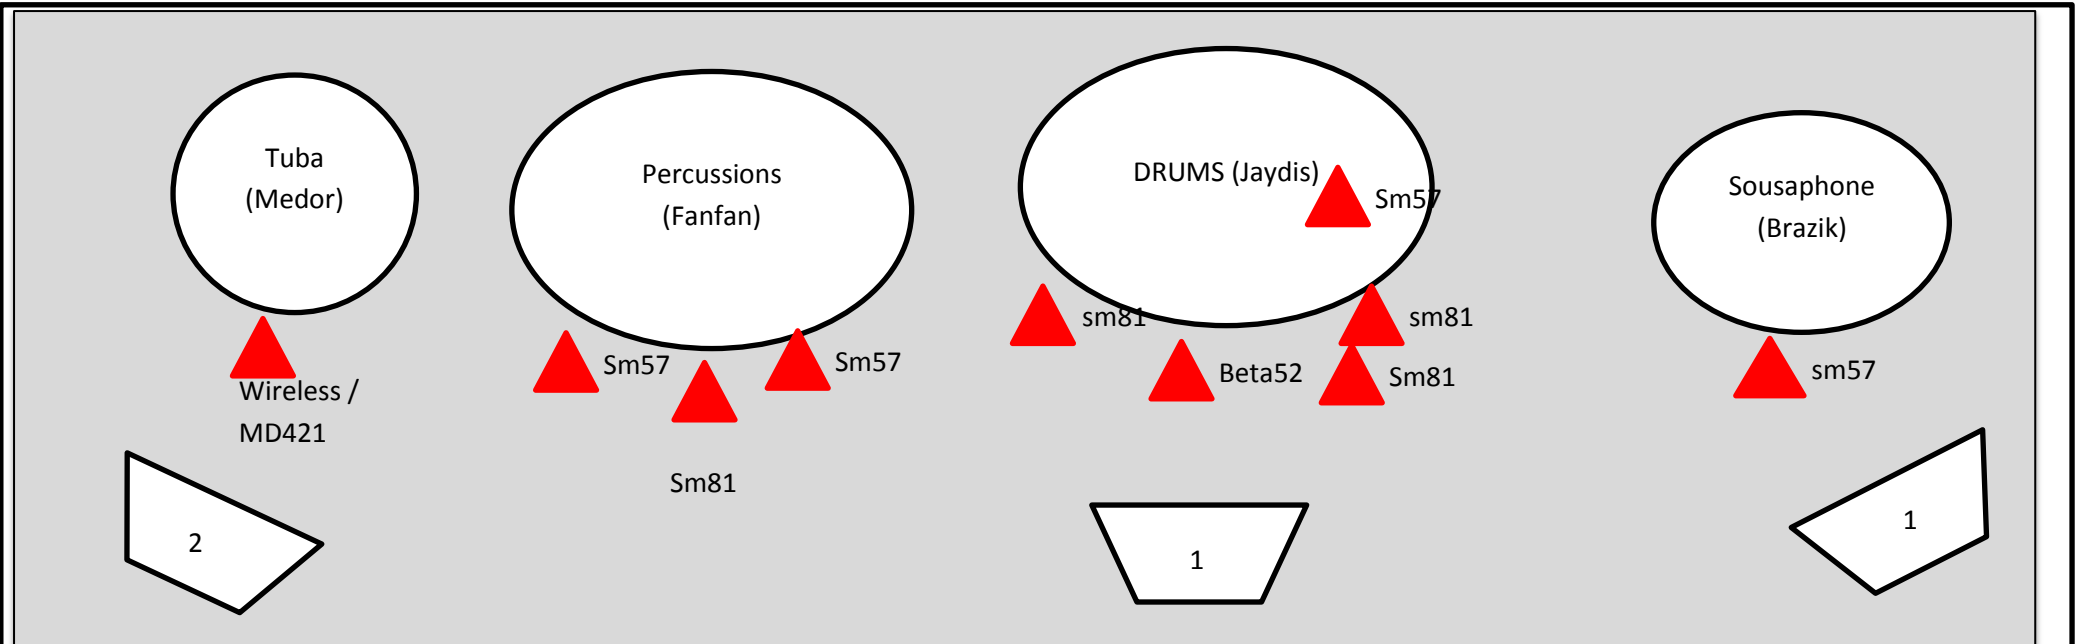 Tuba
(Medor)
Percussions
(Fanfan)
DRUMS (Jaydis)
Sm57
Sousaphone
(Brazik)
sm81
sm81
Sm57
Sm57
Beta52
Sm81
sm57
Wireless /
MD421
Sm81
2
1
1